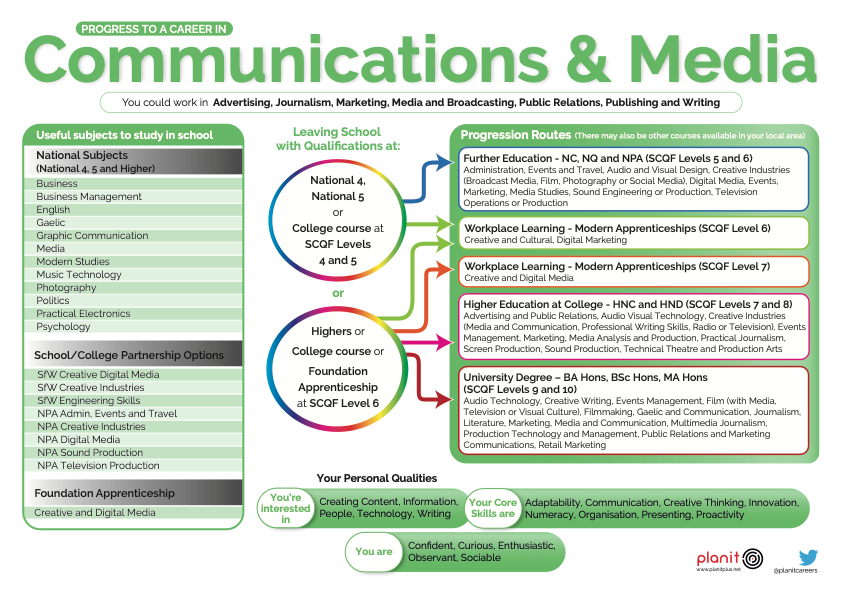 PROGRESS TO A CAREER IN
Communications & Media
You could work in Advertising, Journalism, Marketing, Media and Broadcasting, Public Relations, Publishing and Writing
Useful subjects to study in school
National Subjects
(National 4, 5 and Higher)
Business
Business Management
English
Gaelic
Graphic Communication
Media
Modern Studies
Music Technology
Photography
Politics
Practical Electronics
Psychology
School/College Partnership Options
SfW Creative Digital Media
SfW Creative Industries
SfW Engineering Skills
NPA Admin, Events and Travel
NPA Creative Industries
NPA Digital Media
NPA Sound Production
NPA Television Production
Foundation Apprenticeship
Creative and Digital Media
Leaving School
with Qualifications at:
National 4,
National 5
or
College course at
SCQF Levels
4 and 5
or
Highers or
College course or
Foundation
Apprenticeship
at SCQF Level 6
Progression Routes (There may also be other courses available in your local area)
Further Education - NC, NQ and NPA (SCQF Levels 5 and 6)
Administration, Events and Travel, Audio and Visual Design, Creative Industries
(Broadcast Media, Film, Photography or Social Media), Digital Media, Events,
Marketing, Media Studies, Sound Engineering or Production, Television
Operations or Production
Workplace Learning - Modern Apprenticeships (SCQF Level 6)
Creative and Cultural, Digital Marketing
Workplace Learning - Modern Apprenticeships (SCQF Level 7)
Creative and Digital Media
Higher Education at College - HNC and HND (SCQF Levels 7 and 8)
Advertising and Public Relations, Audio Visual Technology, Creative Industries
(Media and Communication, Professional Writing Skills, Radio or Television), Events
Management, Marketing, Media Analysis and Production, Practical Journalism,
Screen Production, Sound Production, Technical Theatre and Production Arts
University Degree – BA Hons, BSc Hons, MA Hons
(SCQF Levels 9 and 10)
Audio Technology, Creative Writing, Events Management, Film (with Media,
Television or Visual Culture), Filmmaking, Gaelic and Communication, Journalism,
Literature, Marketing, Media and Communication, Multimedia Journalism,
Production Technology and Management, Public Relations and Marketing
Communications, Retail Marketing
Your Personal Qualities
You're
interested
in
Creating Content, Information,
People, Technology, Writing
Your Core
Skills are
Adaptability, Communication, Creative Thinking, Innovation,
Numeracy, Organisation, Presenting, Proactivity
You are
Confident, Curious, Enthusiastic,
Observant, Sociable
planit
www.planitplus.net
@planitcareers